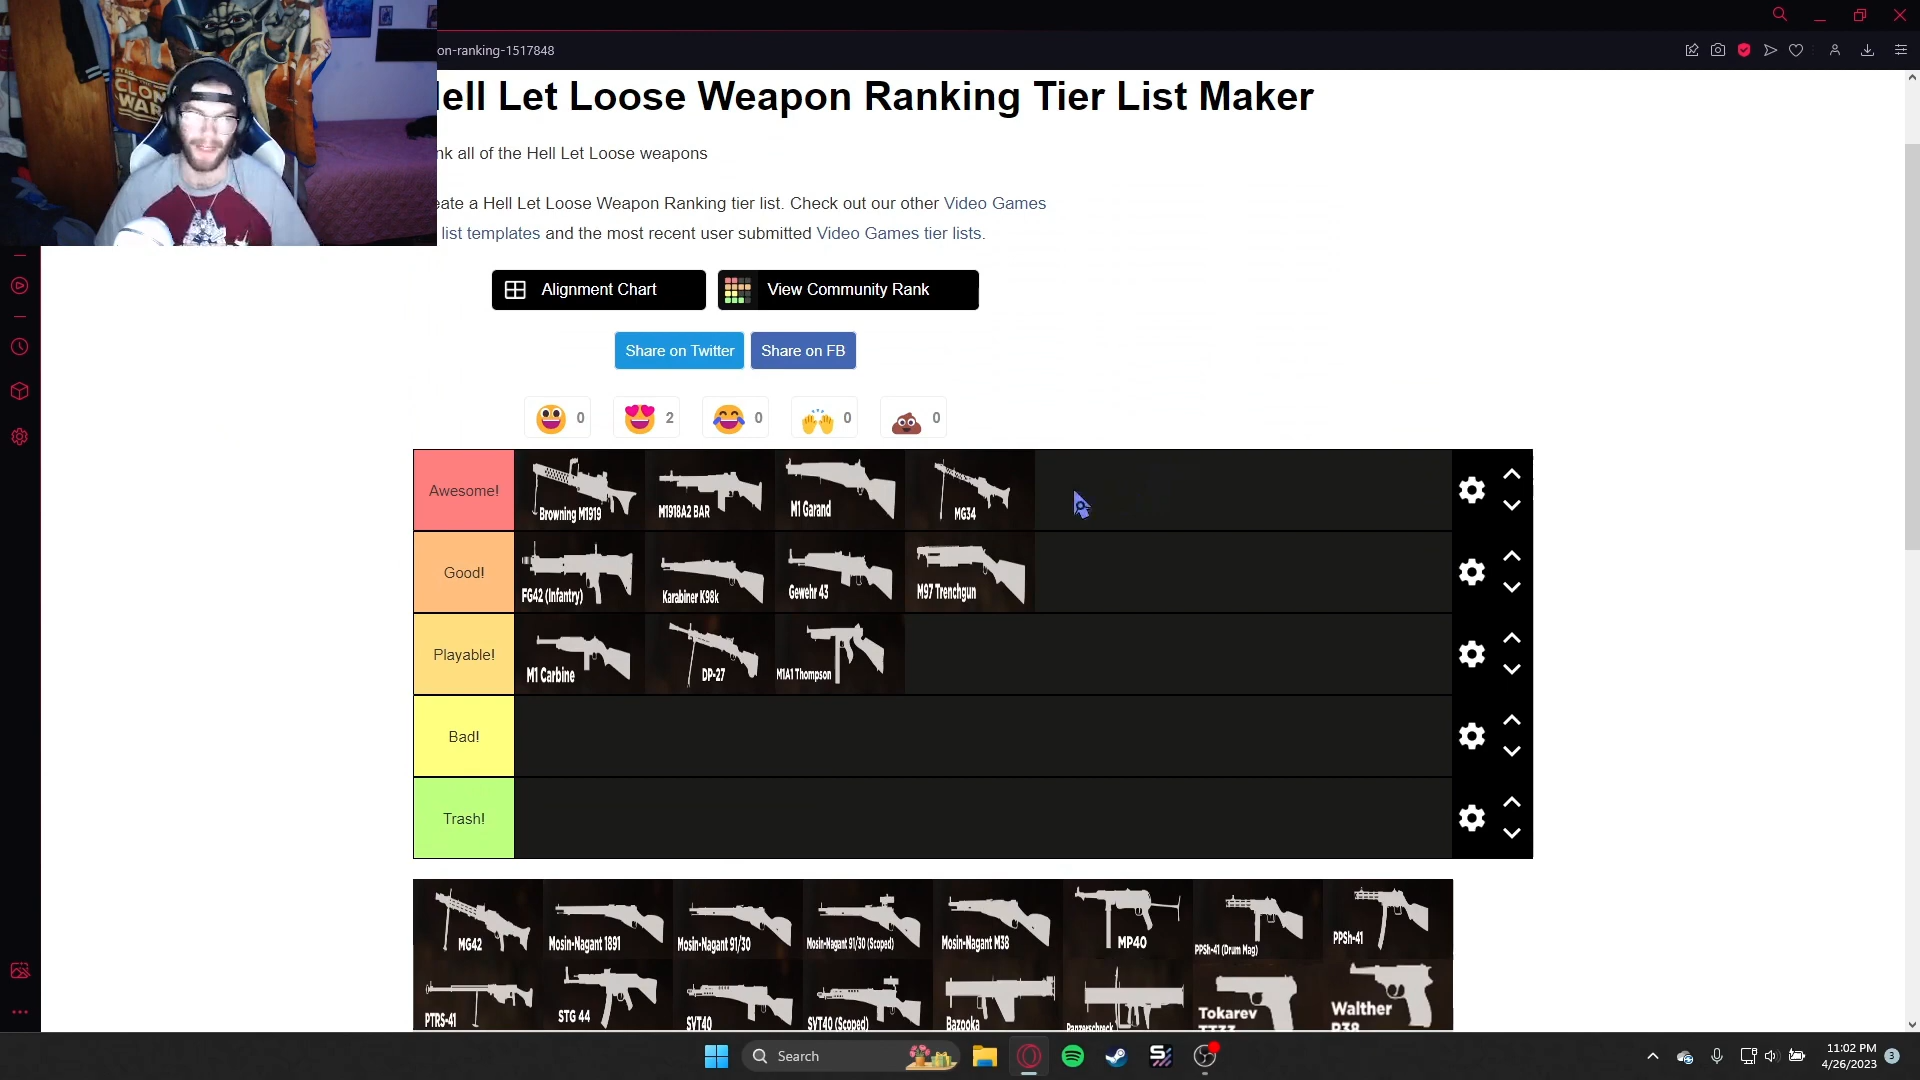 on-ranking-1517848
ell Let Loose Weapon Ranking Tier List Maker
nk all of the Hell Let Loose weapons
eate a Hell Let Loose Weapon Ranking tier list. Check out our other Video Games
list templates and the most recent user submitted Video Games tier lists.
Alignment Chart
View Community Rank
Share on Twitter
Share on FB
0
2
0
0
0
Awesome!
Browning M1919
M1918A2 BAR
M1 Garand
MG34
Good!
FG42 (Infantry)
Karabiner K98k
Gewehr 43
M97 Trenchgun
Playable!
M1 Carbine
DP-27
M1A1 Thompson
Bad!
Trash!
MG42
Mosin-Nagant 1891
Mosin-Nagant 91/30
Mosin-Nagant 91/30 (Scoped)
Mosin-Nagant M38
MP40
PPSh-41 (Drum Mag)
PPSh-41
PTRS-41
STG 44
SVT40
SVT40 (Scoped)
Bazooka
Panzerschreck
Tokarev
TT33
Walther
P38
STAR
CLONE
WAR
Search
11:02 PM
4/26/2023
3